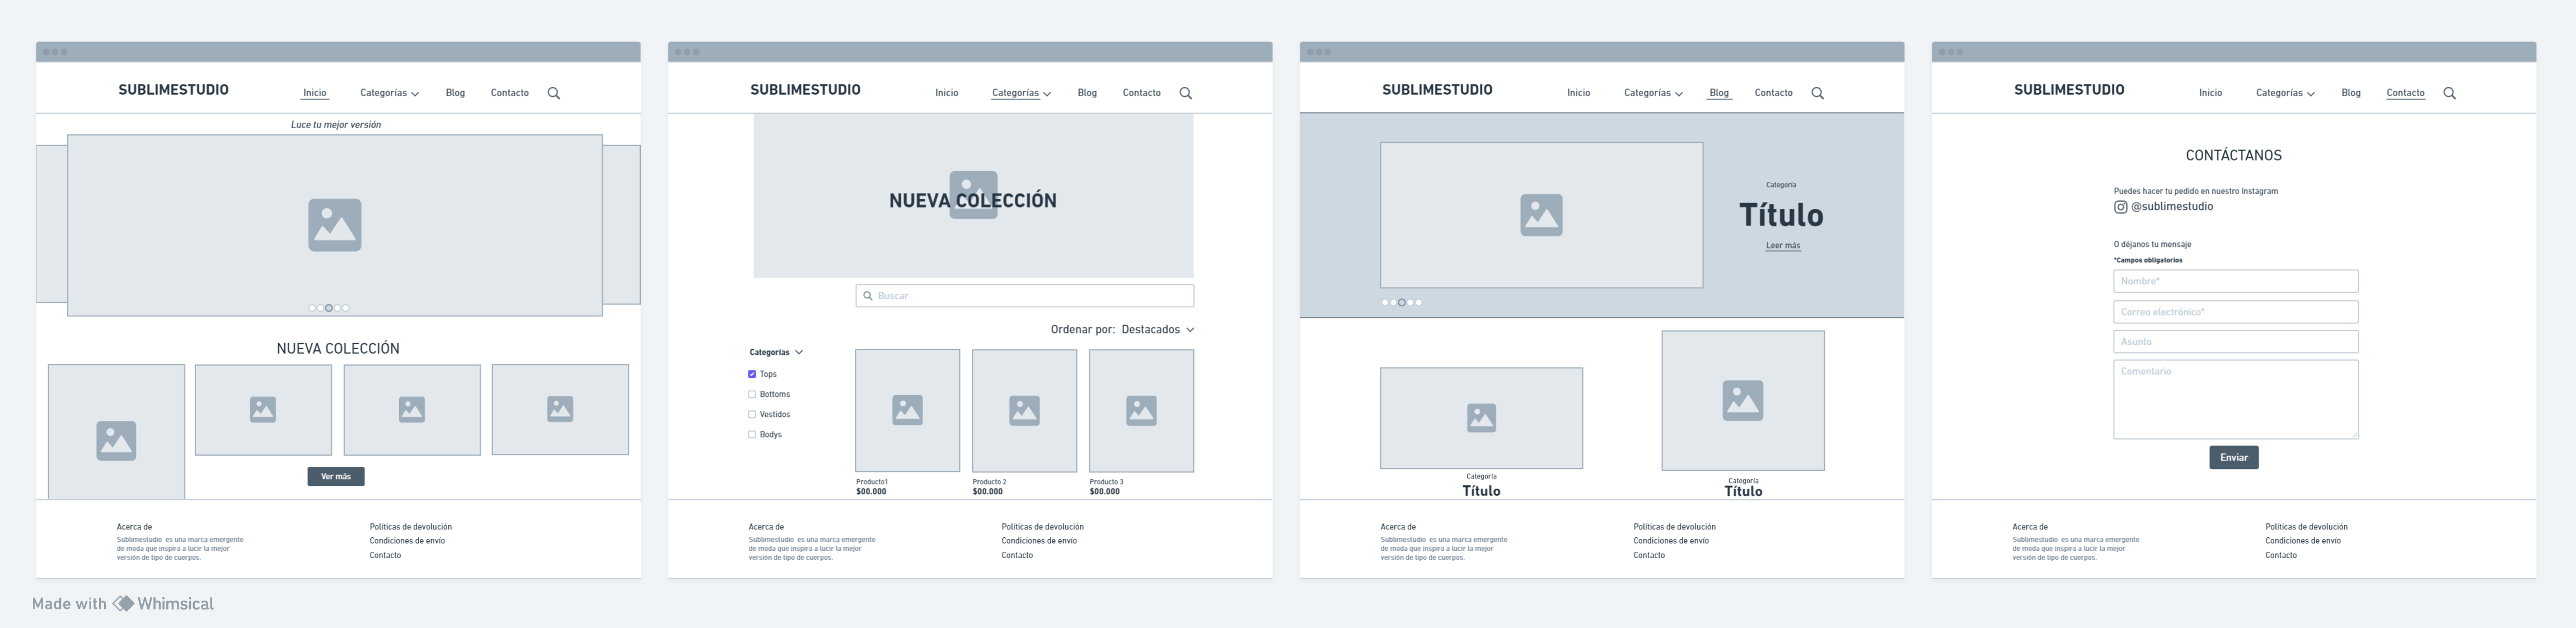 SUBLIMESTUDIO
Inicio Categorías Blog Contacto
Luce tu mejor versión
NUEVA COLECCIÓN
Ver más
Acerca de
Sublimestudio es una marca emergente
de moda que inspira a lucir la mejor
versión de tipo de cuerpos.
Políticas de devolución
Condiciones de envío
Contacto
SUBLIMESTUDIO
Inicio Categorías Blog Contacto
NUEVA COLECCIÓN
Buscar
Ordenar por: Destacados
Categorías
Tops
Bottoms
Vestidos
Bodys
Producto1
$00.000
Producto 2
$00.000
Producto 3
$00.000
Acerca de
Sublimestudio es una marca emergente
de moda que inspira a lucir la mejor
versión de tipo de cuerpos.
Políticas de devolución
Condiciones de envío
Contacto
SUBLIMESTUDIO
Inicio Categorías Blog Contacto
Categoría
Título
Leer más
Categoría
Título
Categoría
Título
Acerca de
Sublimestudio es una marca emergente
de moda que inspira a lucir la mejor
versión de tipo de cuerpos.
Políticas de devolución
Condiciones de envío
Contacto
SUBLIMESTUDIO
Inicio Categorías Blog Contacto
CONTÁCTANOS
Puedes hacer tu pedido en nuestro Instagram
@sublimestudio
O déjanos tu mensaje
*Campos obligatorios
Nombre*
Correo electrónico*
Asunto
Comentario
Enviar
Acerca de
Sublimestudio es una marca emergente
de moda que inspira a lucir la mejor
versión de tipo de cuerpos.
Políticas de devolución
Condiciones de envío
Contacto
Made with Whimsical